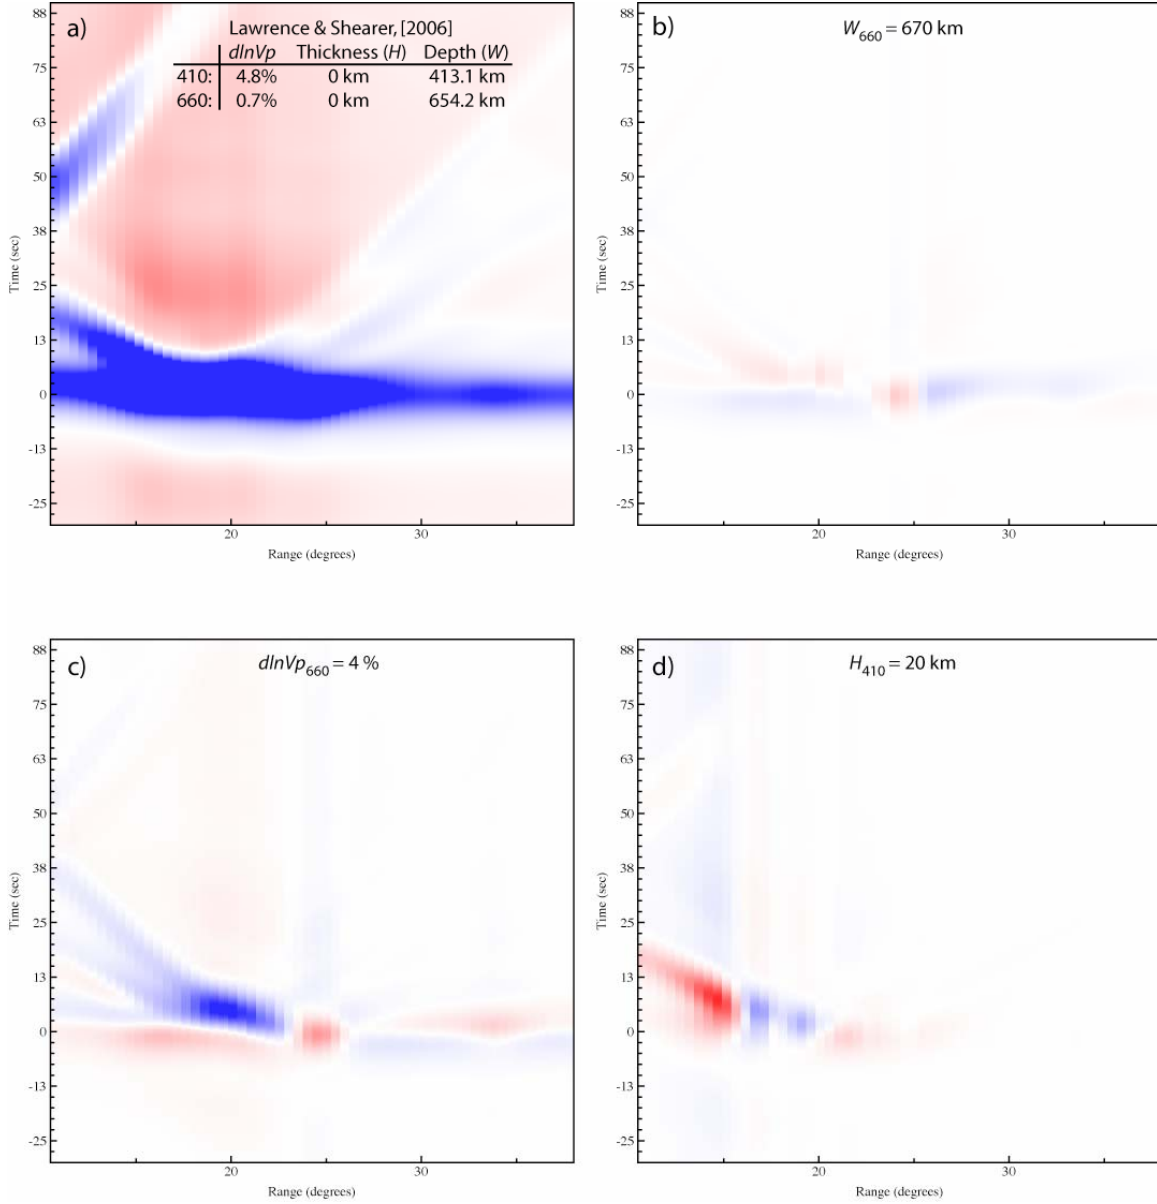 a)
Lawrence & Shearer, [2006]
dlnVp Thickness (H) Depth (W)
410: 4.8% 0 km 413.1 km
660: 0.7% 0 km 654.2 km
88
75
63
50
38
25
13
0
-13
-25
Time (sec)
20 30
Range (degrees)
b)
W660 = 670 km
88
75
63
50
38
25
13
0
-13
-25
Time (sec)
20 30
Range (degrees)
c)
dlnVp660 = 4 %
88
75
63
50
38
25
13
0
-13
-25
Time (sec)
20 30
Range (degrees)
d)
H410 = 20 km
88
75
63
50
38
25
13
0
-13
-25
Time (sec)
20 30
Range (degrees)